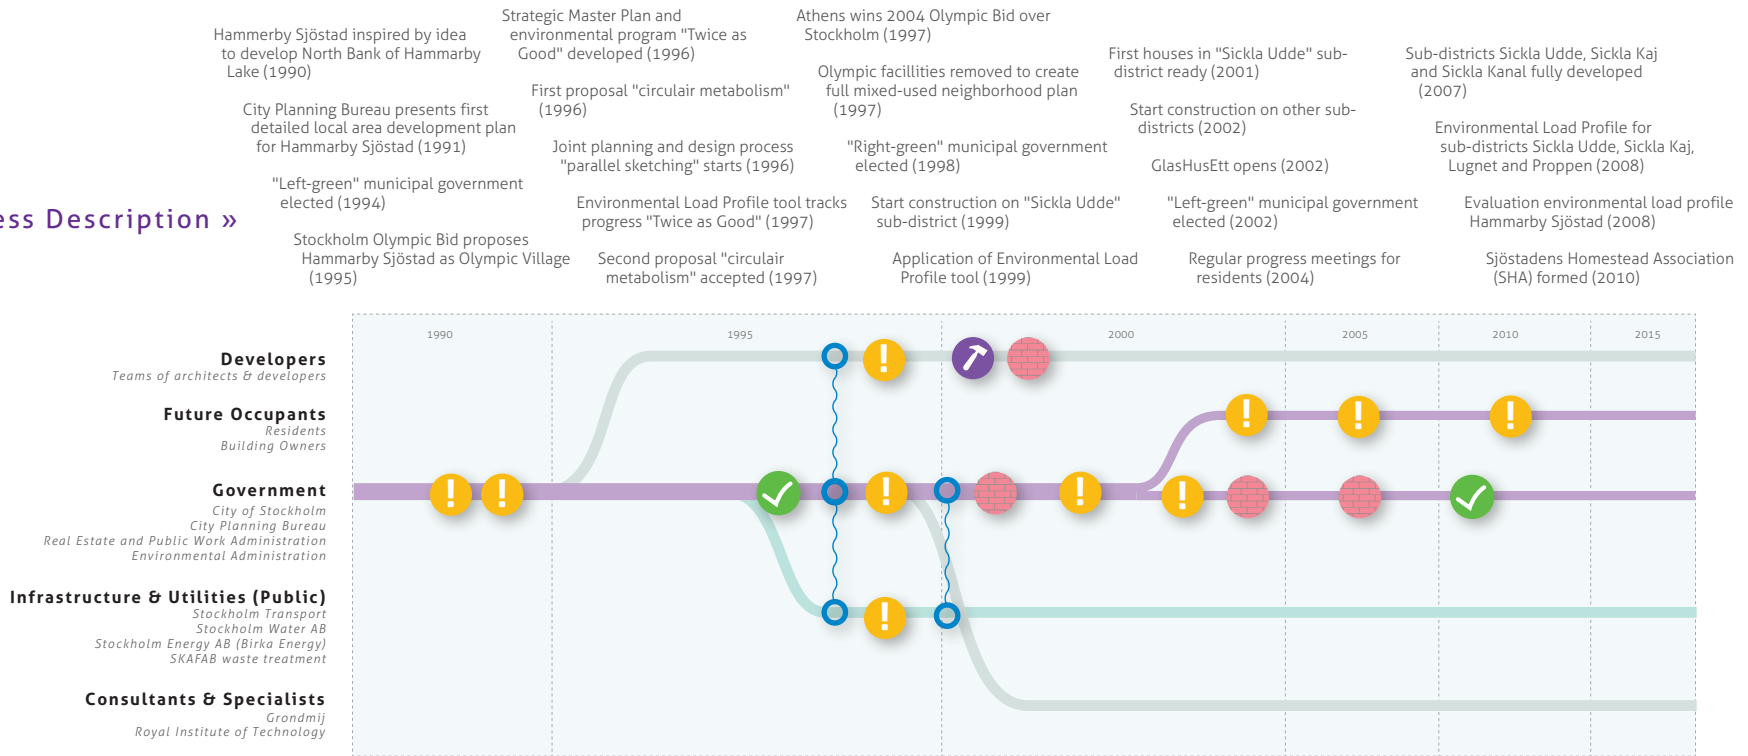 ess Description »
Hammerby Sjöstad inspired by idea
to develop North Bank of Hammarby
Lake (1990)
City Planning Bureau presents first
detailed local area development plan
for Hammarby Sjöstad (1991)
"Left-green" municipal government
elected (1994)
Stockholm Olympic Bid proposes
Hammarby Sjöstad as Olympic Village
(1995)
Strategic Master Plan and
environmental program "Twice as
Good" developed (1996)
First proposal "circulair metabolism"
(1996)
Joint planning and design process
"parallel sketching" starts (1996)
Environmental Load Profile tool tracks
progress "Twice as Good" (1997)
Second proposal "circulair
metabolism" accepted (1997)
Athens wins 2004 Olympic Bid over
Stockholm (1997)
Olympic facillities removed to create
full mixed-used neighborhood plan
(1997)
"Right-green" municipal government
elected (1998)
Start construction on "Sickla Udde"
sub-district (1999)
Application of Environmental Load
Profile tool (1999)
First houses in "Sickla Udde" sub-
district ready (2001)
Start construction on other sub-
districts (2002)
GlasHusEtt opens (2002)
"Left-green" municipal government
elected (2002)
Regular progress meetings for
residents (2004)
Sub-districts Sickla Udde, Sickla Kaj
and Sickla Kanal fully developed
(2007)
Environmental Load Profile for
sub-districts Sickla Udde, Sickla Kaj,
Lugnet and Proppen (2008)
Evaluation environmental load profile
Hammarby Sjöstad (2008)
Sjöstadens Homestead Association
(SHA) formed (2010)
1990
1995
2000
2005
2010
2015
Developers
Teams of architects & developers
Future Occupants
Residents
Building Owners
Government
City of Stockholm
City Planning Bureau
Real Estate and Public Work Administration
Environmental Administration
Infrastructure & Utilities (Public)
Stockholm Transport
Stockholm Water AB
Stockholm Energy AB (Birka Energy)
SKAFAB waste treatment
Consultants & Specialists
Grondmij
Royal Institute of Technology